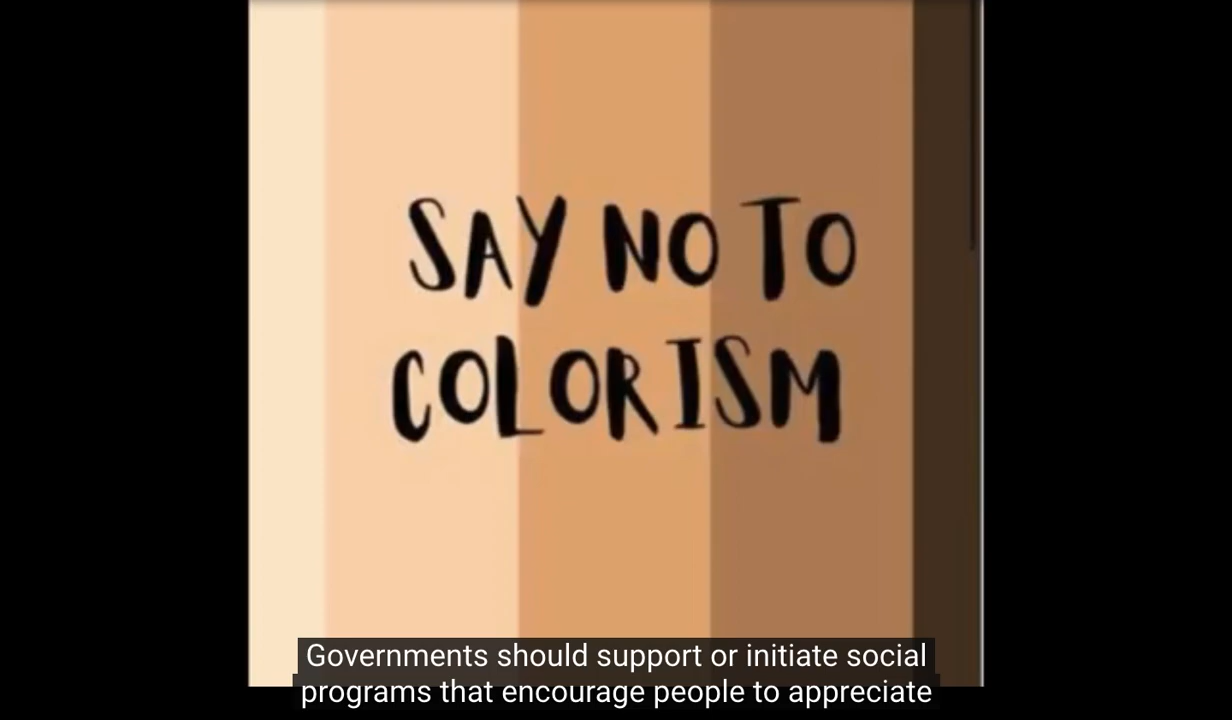 SAY NO TO
COLORISM
Governments should support or initiate social
programs that encourage people to appreciate